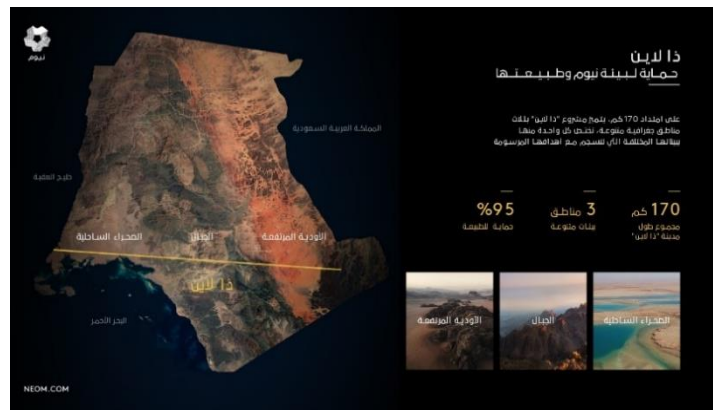 ذا لاين
حماية لبيئة نيوم وطبيعتها
على امتداد 170 كم، يتميز مشروع "ذا لاين" بثلاث
مناطق جغرافية متنوعة، تختص كل واحدة منها
ببيئاتها المختلفة التي تنسجم مع أهدافها المرسومة
170 كم
مجموع طول
مدينة "ذا لاين"
3 مناطق
بيئات متنوعة
%95
حماية للطبيعة
الصحراء الساحلية
الجبال
الأودية المرتفعة
نيوم
المملكة العربية السعودية
خليج العقبة
الأودية المرتفعة
الجبال
الصحراء الساحلية
ذا لاين
البحر الأحمر
NEOM.COM